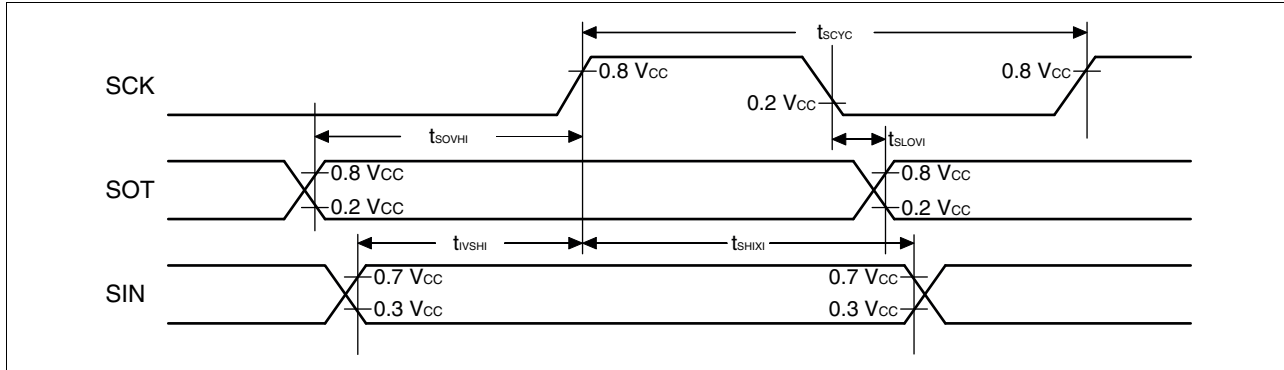 tSCYC
SCK
0.8 VCC
0.8 VCC
0.2 VCC
tSOVHI
tSLOVI
SOT
0.8 VCC
0.8 VCC
0.2 VCC
0.2 VCC
tIVSHI
tSHIXI
SIN
0.7 VCC
0.7 VCC
0.3 VCC
0.3 VCC